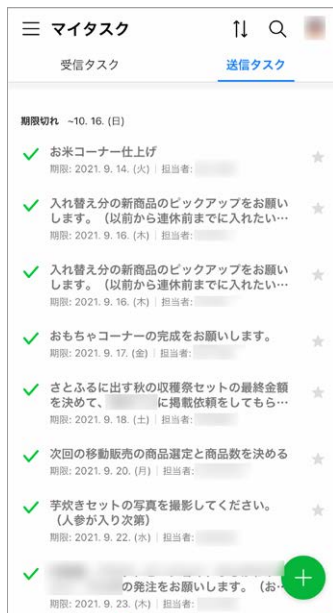 マイタスク
受信タスク
送信タスク
期限切れ ~10. 16. (日)
お米コーナー仕上げ
期限: 2021. 9. 14. (火) | 担当者:
入れ替え分の新商品のピックアップをお願い
します。（以前から連休前までに入れたい…
期限: 2021. 9. 16. (木) | 担当者:
入れ替え分の新商品のピックアップをお願い
します。（以前から連休前までに入れたい…
期限: 2021. 9. 16. (木) | 担当者:
おもちゃコーナーの完成をお願いします。
期限: 2021. 9. 17. (金) | 担当者:
さとふるに出す秋の収穫祭セットの最終金額
を決めて、 に掲載依頼をしてもら…
期限: 2021. 9. 18. (土) | 担当者:
次回の移動販売の商品選定と商品数を決める
期限: 2021. 9. 20. (月) | 担当者:
芋炊きセットの写真を撮影してください。
（人参が入り次第）
期限: 2021. 9. 22. (水) | 担当者:
の発注をお願いします。（お…
期限: 2021. 9. 23. (木) | 担当者: